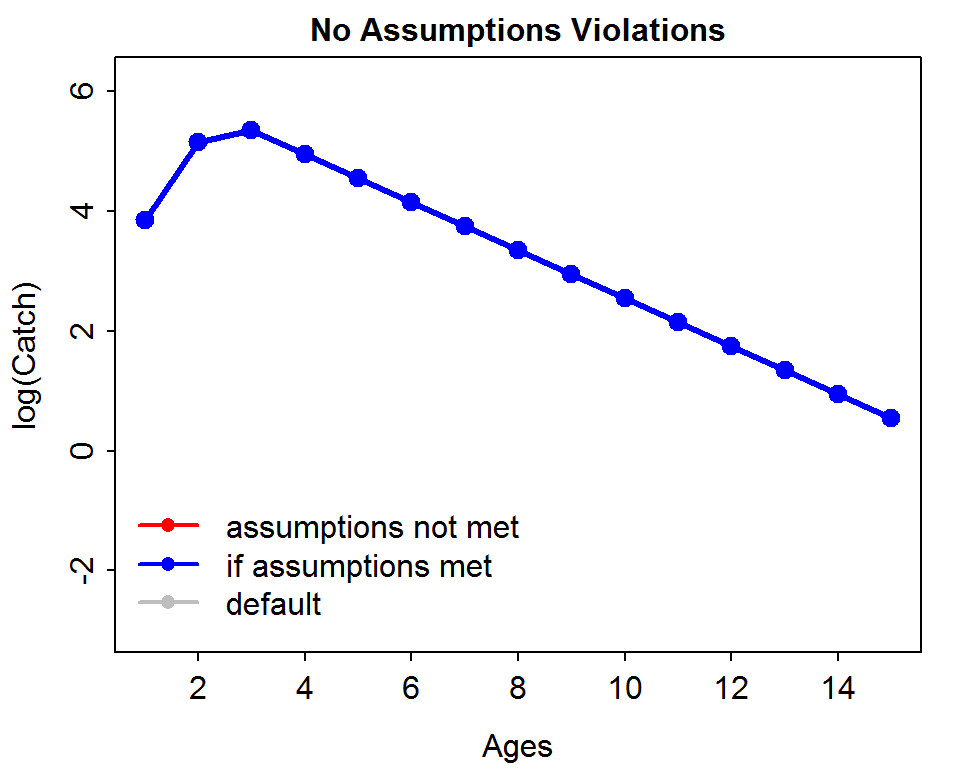 No Assumptions Violations
log(Catch)
6
4
2
0
-2
assumptions not met
if assumptions met
default
2 4 6 8 10 12 14
Ages